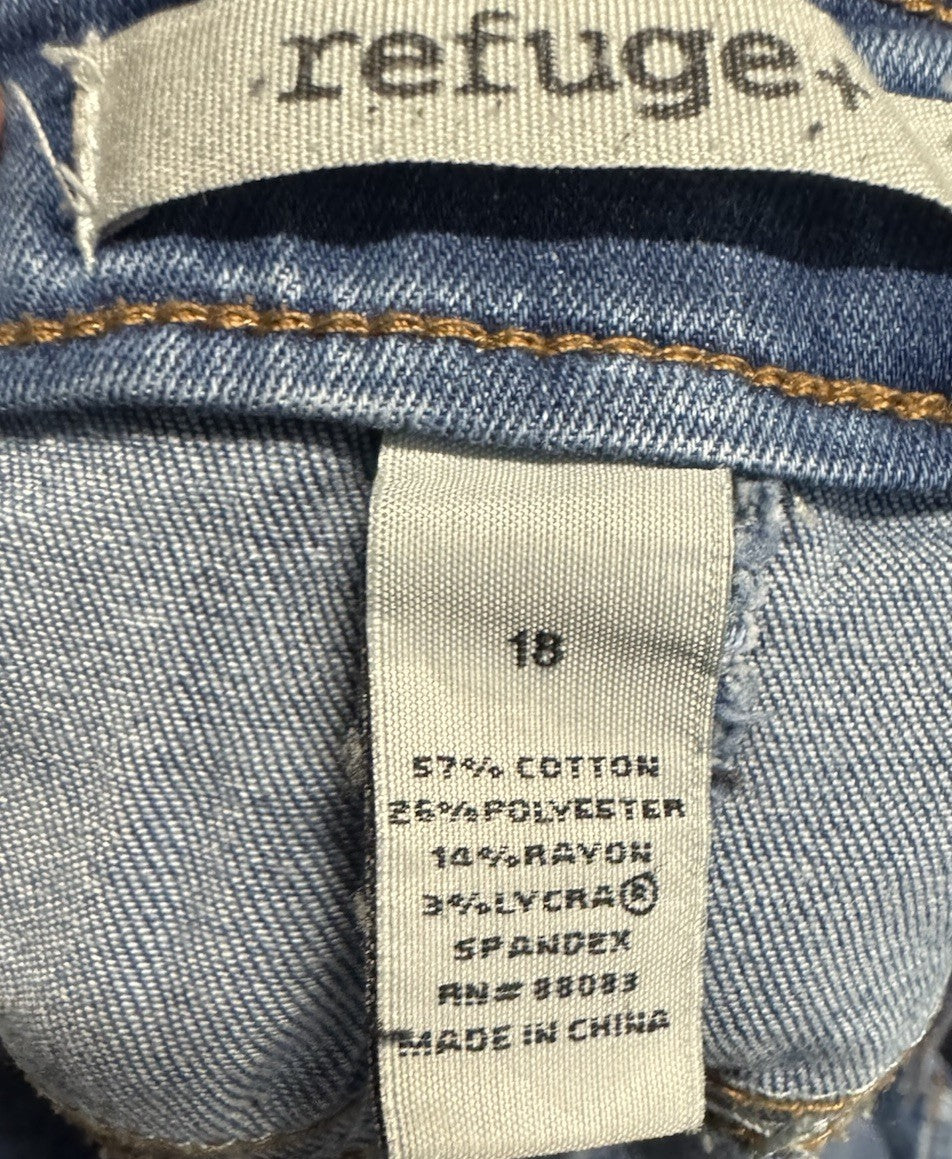 refuge+
18
57% COTTON
26% POLYESTER
14% RAYON
3% LYCRA®
SPANDEX
RN# 88083
MADE IN CHINA